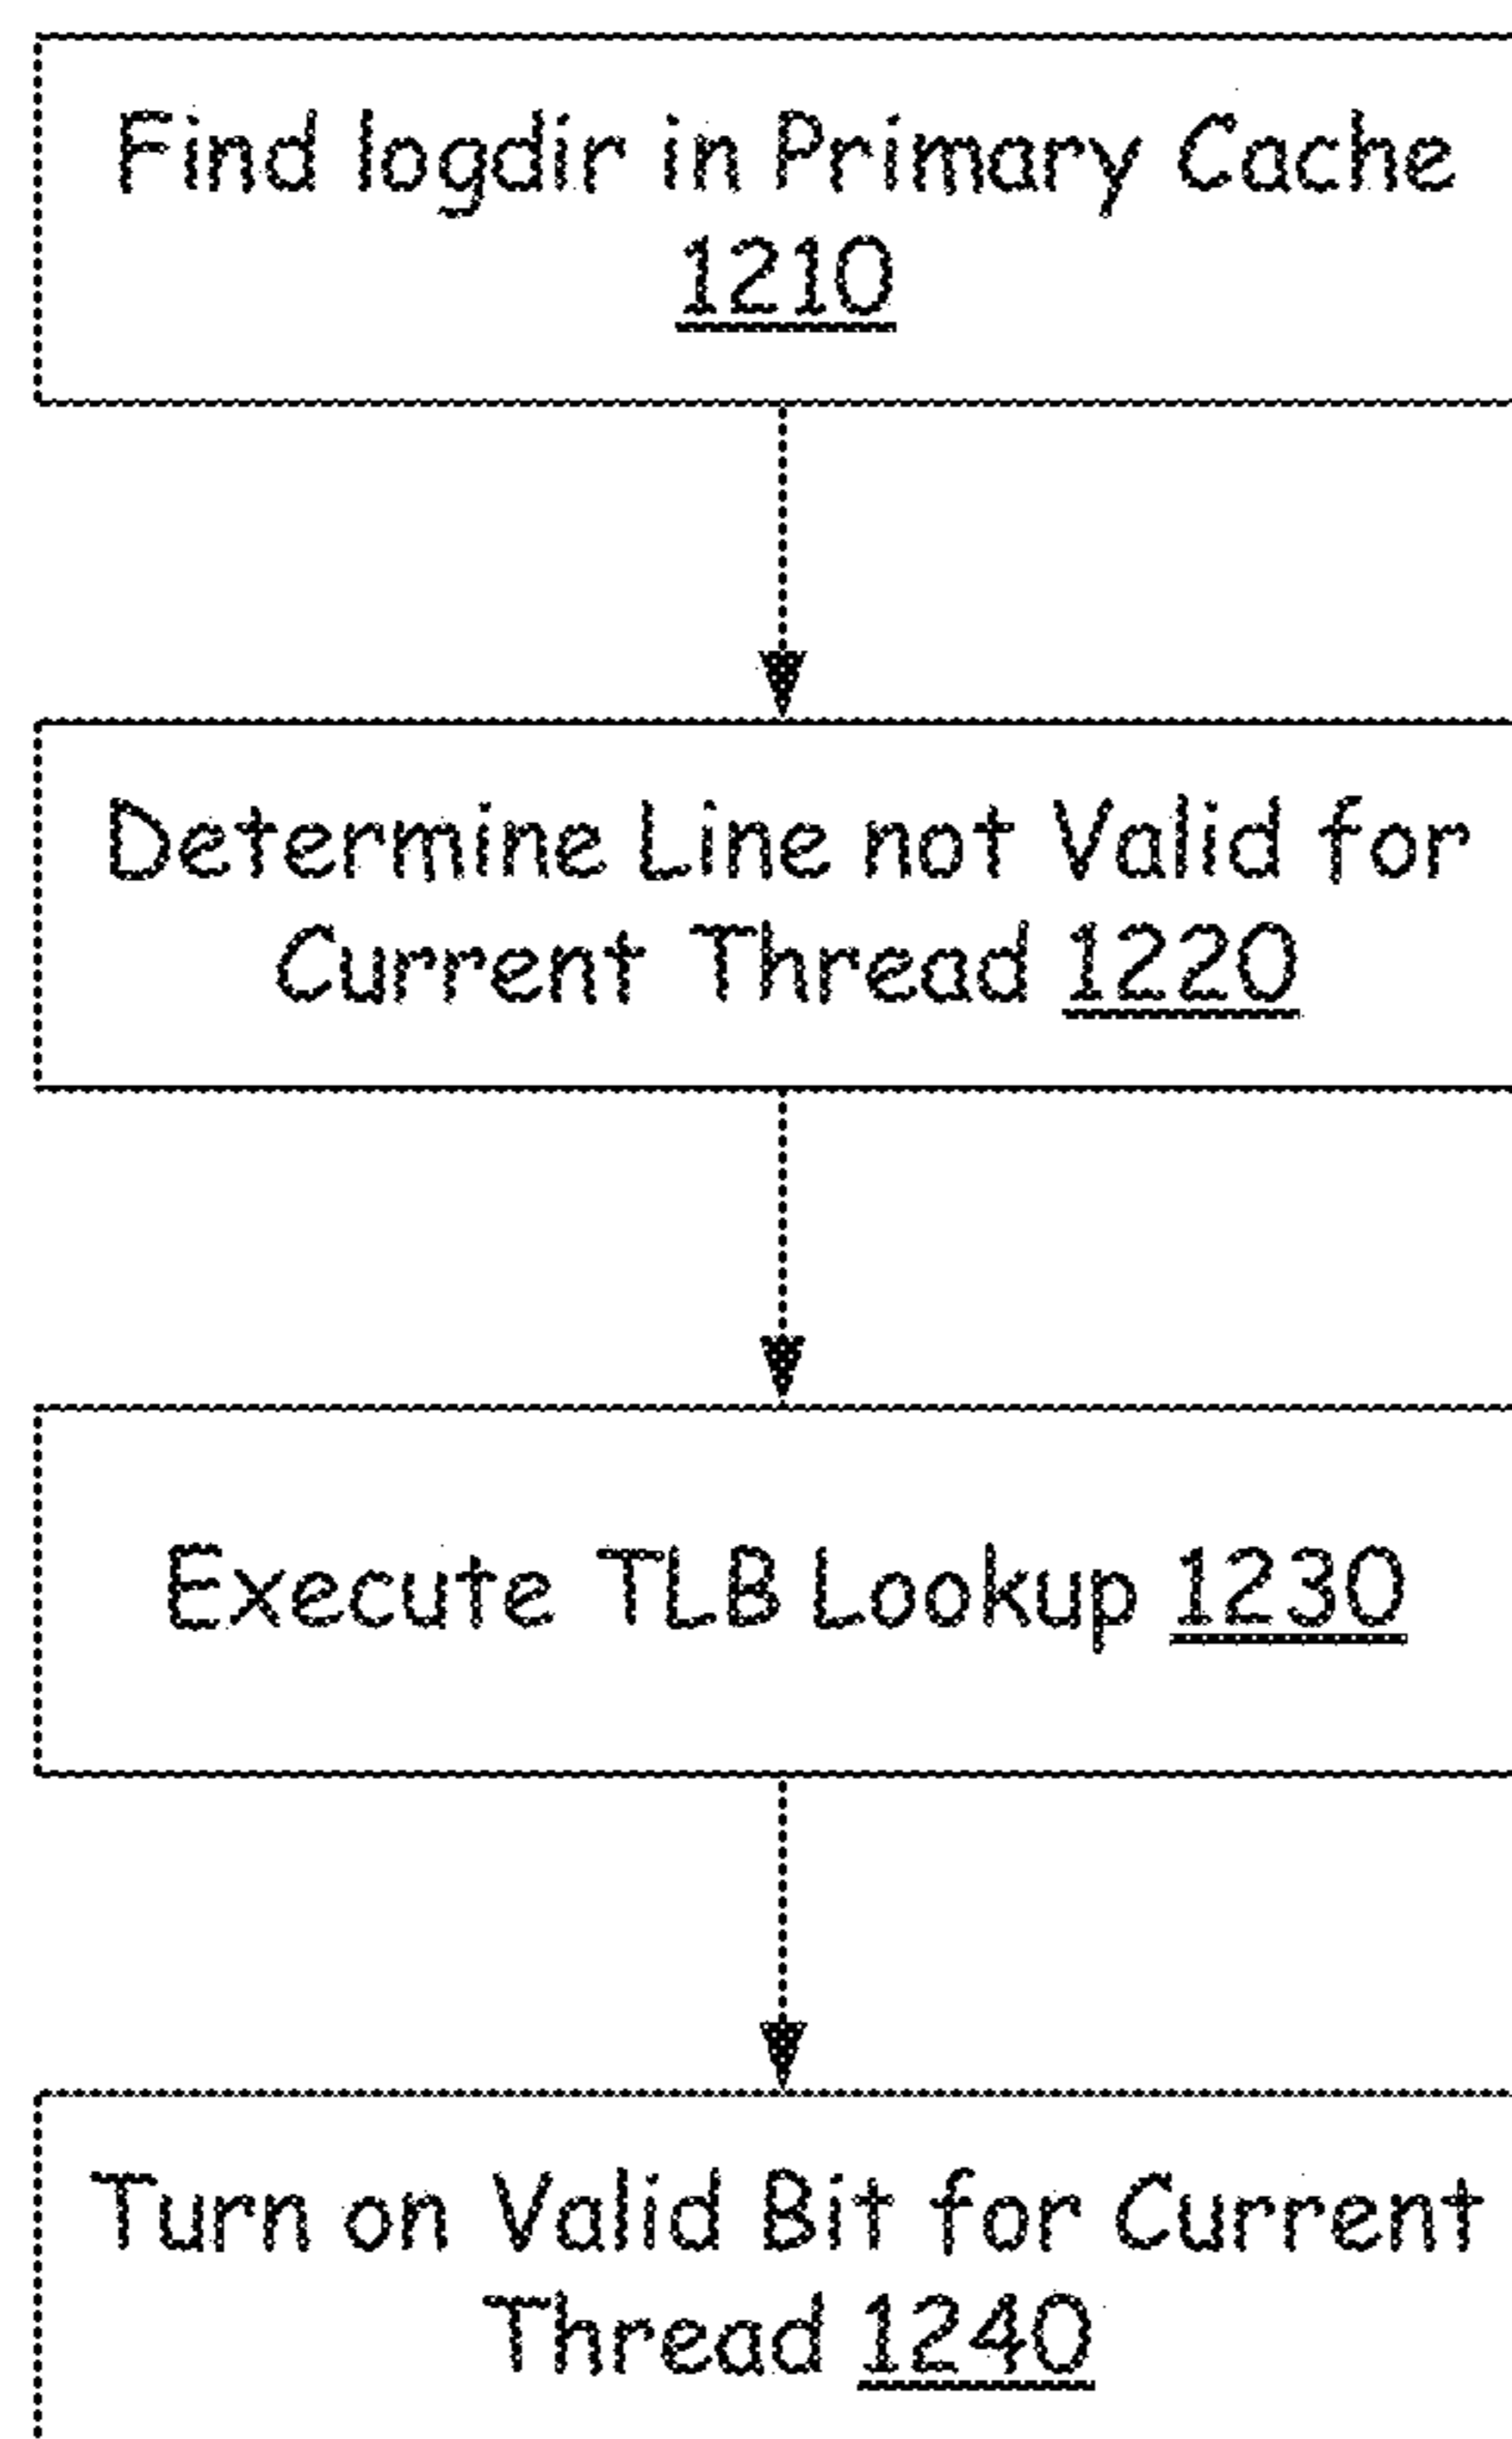 Find logdir in Primary Cache
1210
Determine Line not Valid for
Current Thread 1220
Execute TLB Lookup 1230
Turn on Valid Bit for Current
Thread 1240